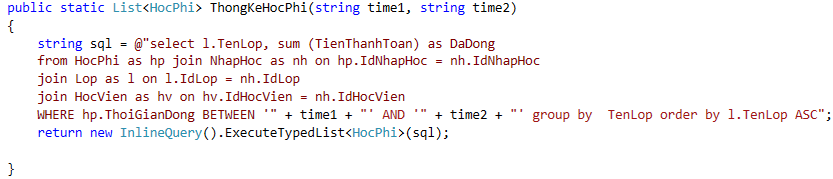 public static List<HocPhi> ThongKeHocPhi(string time1, string time2)
{
string sql = @"select l.TenLop, sum (TienThanhToan) as DaDong
from HocPhi as hp join NhapHoc as nh on hp.IdNhapHoc = nh.IdNhapHoc
join Lop as l on l.IdLop = nh.IdLop
join HocVien as hv on hv.IdHocVien = nh.IdHocVien
WHERE hp.ThoiGianDong BETWEEN '" + time1 + "' AND '" + time2 + "' group by  TenLop order by l.TenLop ASC";
return new InlineQuery().ExecuteTypedList<HocPhi>(sql);
}